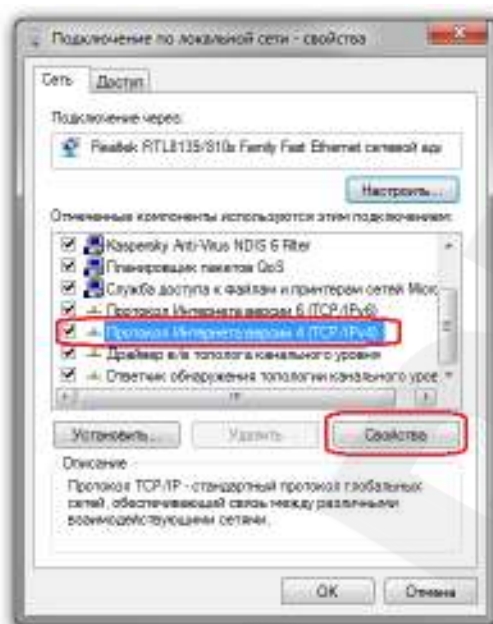 Подключение по локальной сети - свойства
Сеть
Доступ
Подключение через:
Realtek RTL8139/810x Family Fast Ethernet сетевой ада
Настроить...
Отмеченные компоненты используются этим подключением:
Kaspersky Anti-Virus NDIS 6 Filter
Планировщик пакетов QoS
Служба доступа к файлам и принтерам сетей Micro
Протокол Интернета версии 6 (TCP/IPv6)
Протокол Интернета версии 4 (TCP/IPv4)
Драйвер в/в тополога канального уровня
Ответчик обнаружения топологии канального уров
Установить...
Удалить
Свойства
Описание
Протокол TCP/IP - стандартный протокол глобальных
сетей, обеспечивающий связь между различными
взаимодействующими сетями.
OK
Отмена